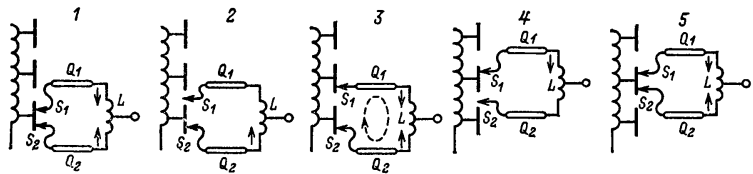 1 2 3 4 5
Q1 Q1 Q1 Q1 Q1
S1 L S1 L S1 L S1 L S1 L
S2 S2 S2 S2 S2
Q2 Q2 Q2 Q2 Q2